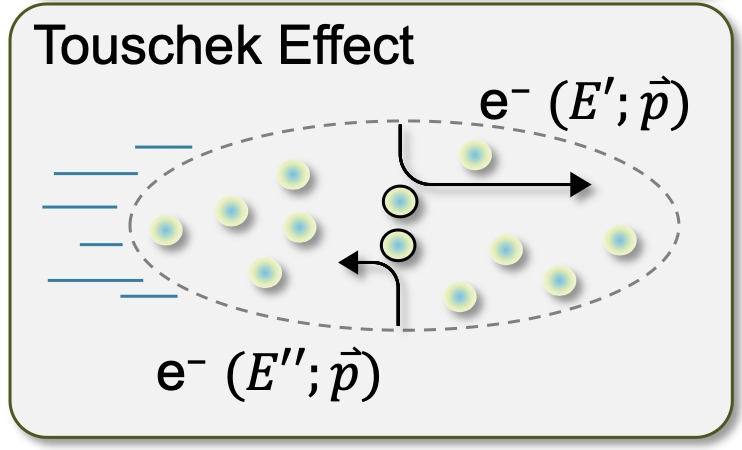 Touschek Effect
e⁻ (E′; p⃗)
e⁻ (E′′; p⃗)